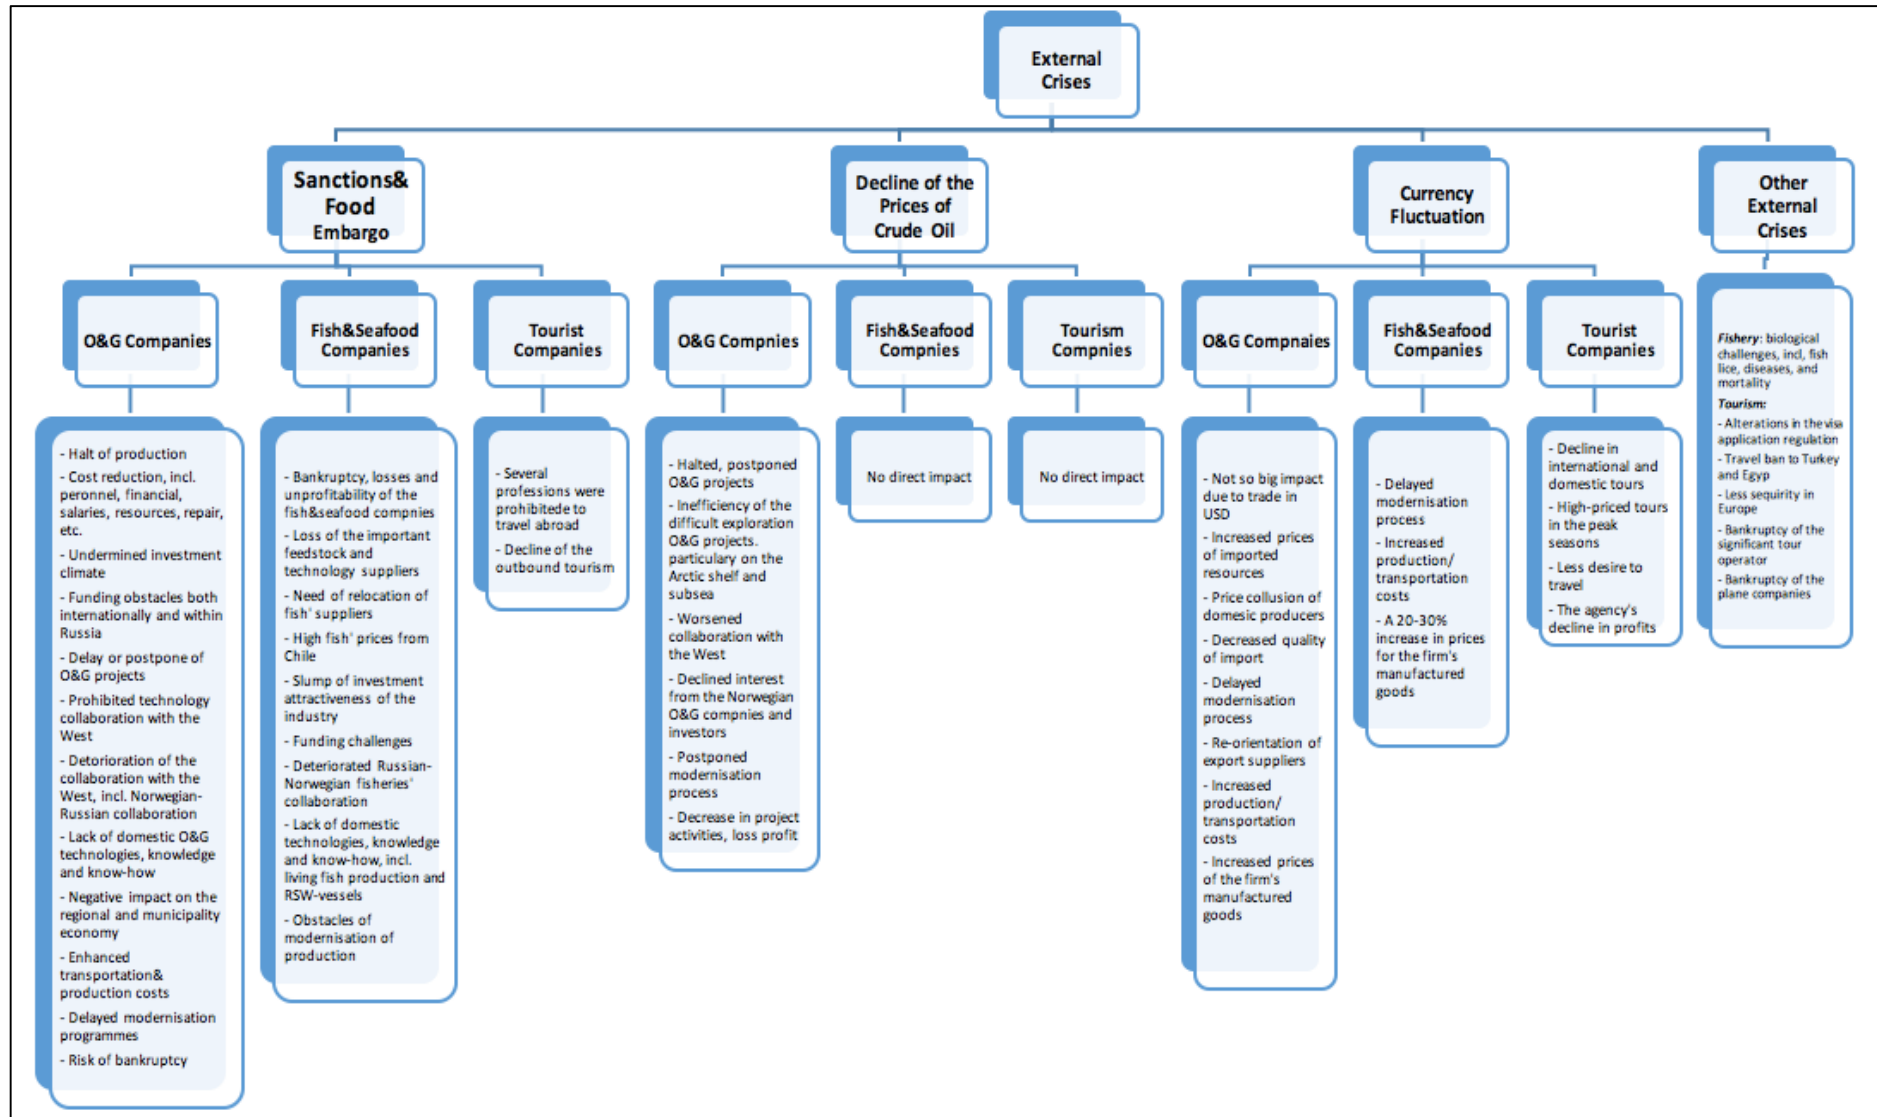 External
Crises
Sanctions&
Food
Embargo
Decline of the
Prices of
Crude Oil
Currency
Fluctuation
Other
External
Crises
O&G Companies
Fish&Seafood
Companies
Tourist
Companies
O&G Compnies
Fish&Seafood
Compnies
Tourism
Compnies
O&G Compnaies
Fish&Seafood
Companies
Tourist
Companies
- Halt of production
- Cost reduction, incl.
peronnel, financial,
salaries, resources, repair,
etc.
- Undermined investment
climate
- Funding obstacles both
internationally and within
Russia
- Delay or postpone of
O&G projects
- Prohibited technology
collaboration with the
West
- Detorioration of the
collaboration with the
West, incl. Norwegian-
Russian collaboration
- Lack of domestic O&G
technologies, knowledge
and know-how
- Negative impact on the
regional and municipality
economy
- Enhanced
transportation&
production costs
- Delayed modernisation
programmes
- Risk of bankruptcy
- Bankruptcy, losses and
unprofitability of the
fish&seafood compnies
- Loss of the important
feedstock and
technology suppliers
- Need of relocation of
fish' suppliers
- High fish' prices from
Chile
- Slump of investment
attractiveness of the
industry
- Funding challenges
- Deteriorated Russian-
Norwegian fisheries'
collaboration
- Lack of domestic
technologies, knowledge
and know-how, incl.
living fish production and
RSW-vessels
- Obstacles of
modernisation of
production
- Several
professions were
prohibitede to
travel abroad
- Decline of the
outbound tourism
- Halted, postponed
O&G projects
- Inefficiency of the
difficult exploration
O&G projects.
particulary on the
Arctic shelf and
subsea
- Worsened
collaboration with
the West
- Declined interest
from the Norwegian
O&G compnies and
investors
- Postponed
modernisation
process
- Decrease in project
activities, loss profit
No direct impact
No direct impact
- Not so big impact
due to trade in
USD
- Increased prices
of imported
resources
- Price collusion of
domesic producers
- Decreased quality
of import
- Delayed
modernisation
process
- Re-orientation of
export suppliers
- Increased
production/
transportation
costs
- Increased prices
of the firm's
manufactured
goods
- Delayed
modernisation
process
- Increased
production/
transportation
costs
- A 20-30%
increase in prices
for the firm's
manufactured
goods
- Decline in
international and
domestic tours
- High-priced tours
in the peak
seasons
- Less desire to
travel
- The agency's
decline in profits
Fishery: biological
challenges, incl, fish
lice, diseases, and
mortality
Tourism:
- Alterations in the visa
application regulation
- Travel ban to Turkey
and Egyp
- Less sequirity in
Europe
- Bankruptcy of the
significant tour
operator
- Bankruptcy of the
plane companies